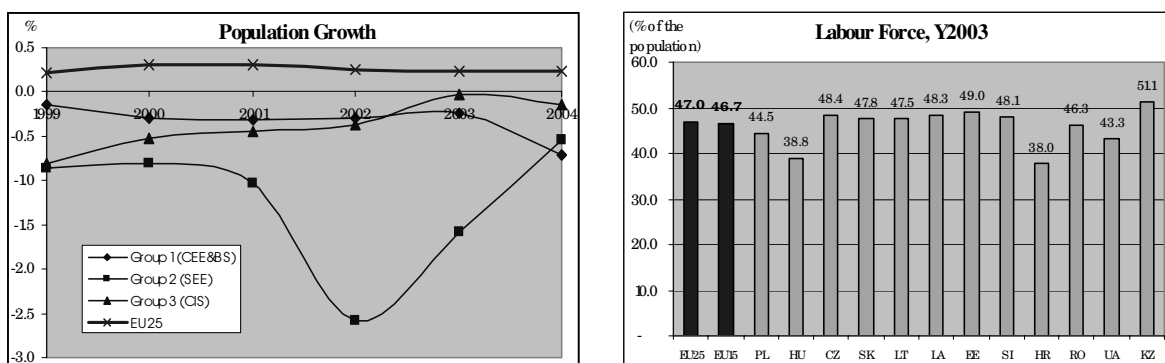 %
Population Growth
0.5
0.0
-0.5
-1.0
-1.5
-2.0
-2.5
-3.0
1999 2000 2001 2002 2003 2004
Group 1 (CEE&BS)
Group 2 (SEE)
Group 3 (CIS)
EU25
(% of the
population)
Labour Force, Y2003
60.0
50.0
40.0
30.0
20.0
10.0
-
47.0 46.7 44.5 38.8 48.4 47.8 47.5 48.3 49.0 48.1 38.0 46.3 43.3 51.1
EU25 EU15 PL HU CZ SK LT LA EE SI HR RO UA KZ